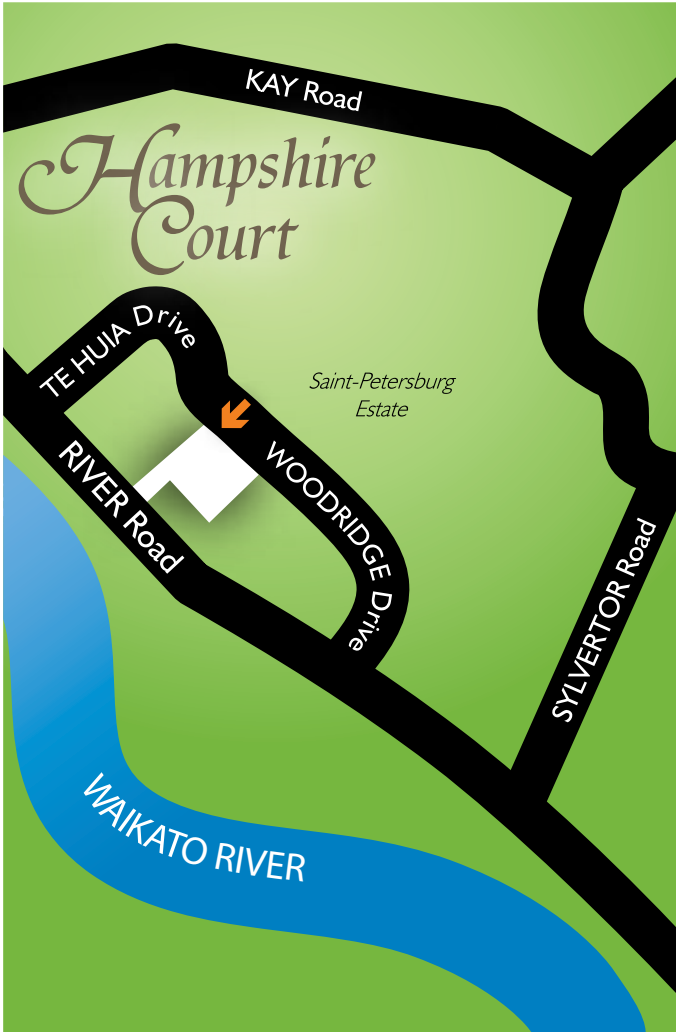 KAY Road
Hampshire
Court
TE HUIA Drive
Saint-Petersburg
Estate
WOODRIDGE Drive
RIVER Road
SYLVERTOR Road
WAIKATO RIVER